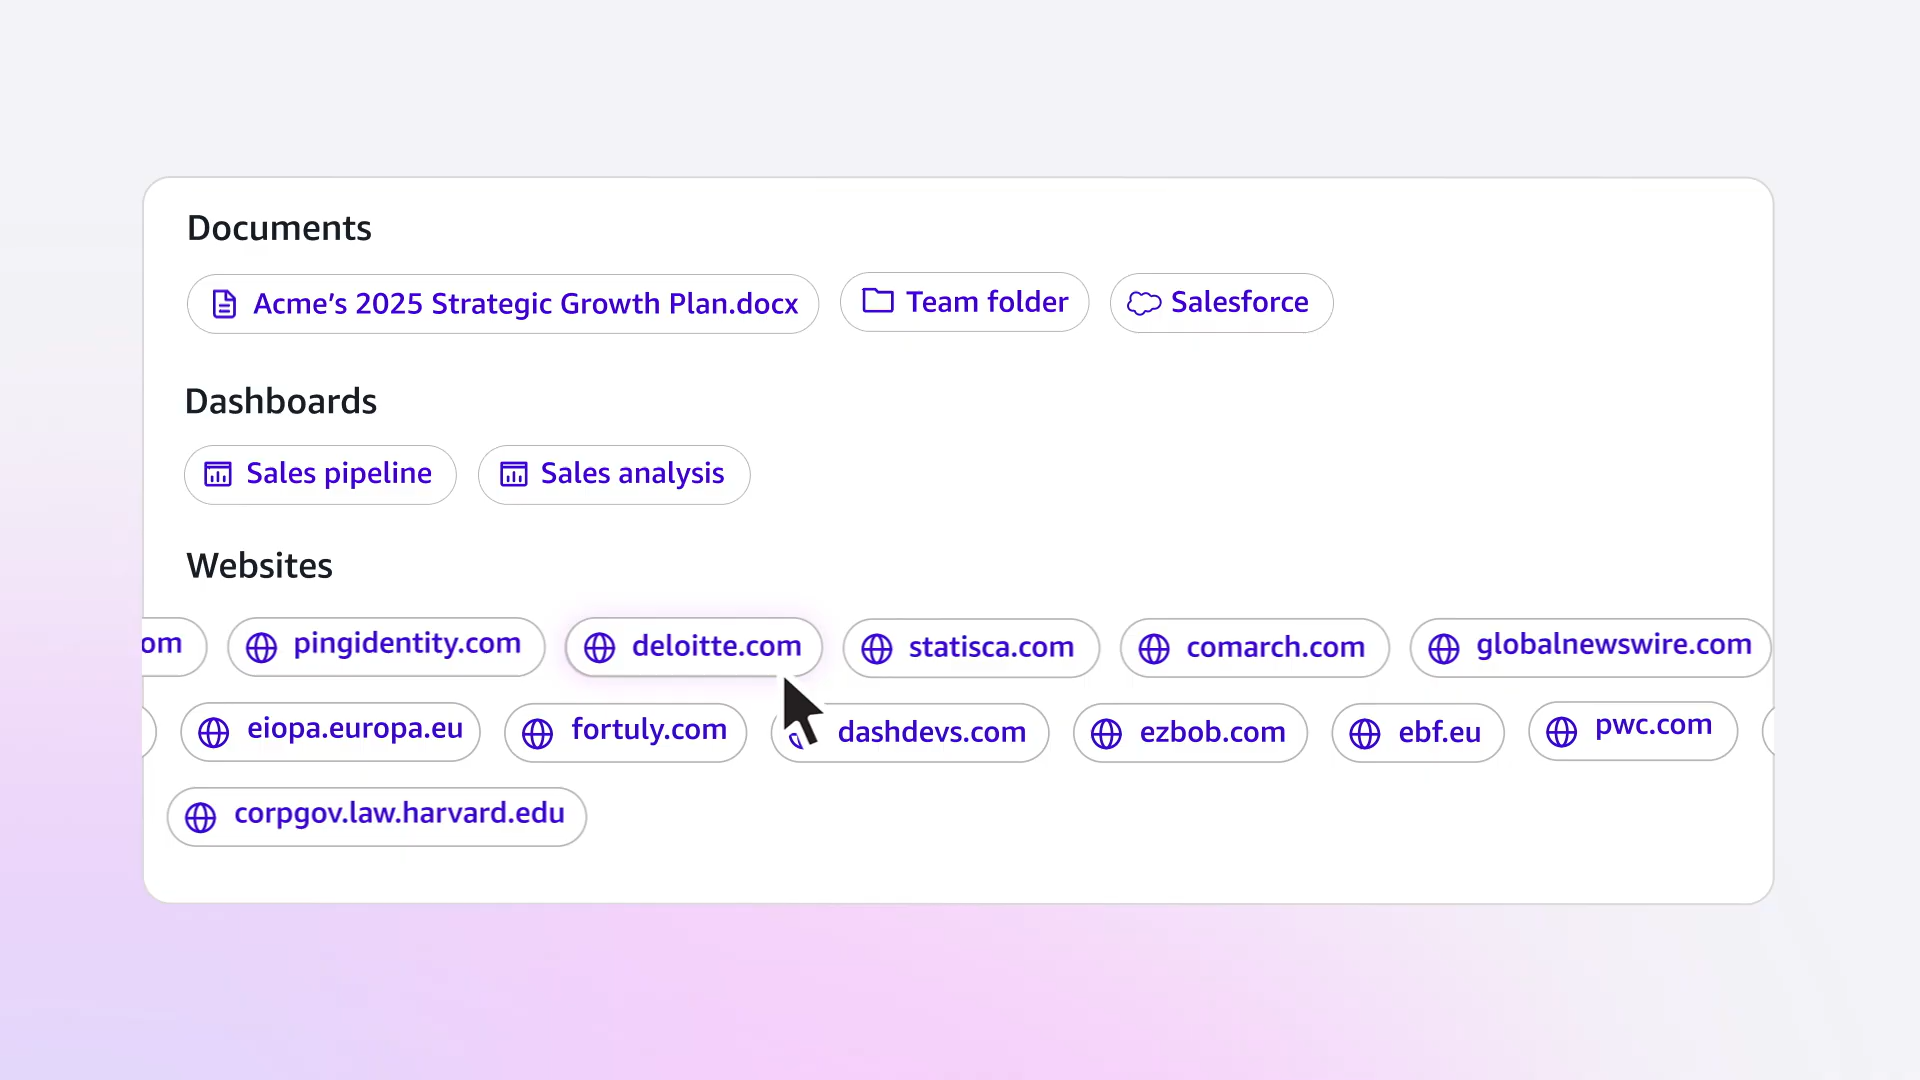 Documents
Acme’s 2025 Strategic Growth Plan.docx Team folder Salesforce
Dashboards
Sales pipeline Sales analysis
Websites
om pingidentity.com deloitte.com statisca.com comarch.com globalnewswire.com
eiopa.europa.eu fortuly.com dashdevs.com ezbob.com ebf.eu pwc.com
corpgov.law.harvard.edu